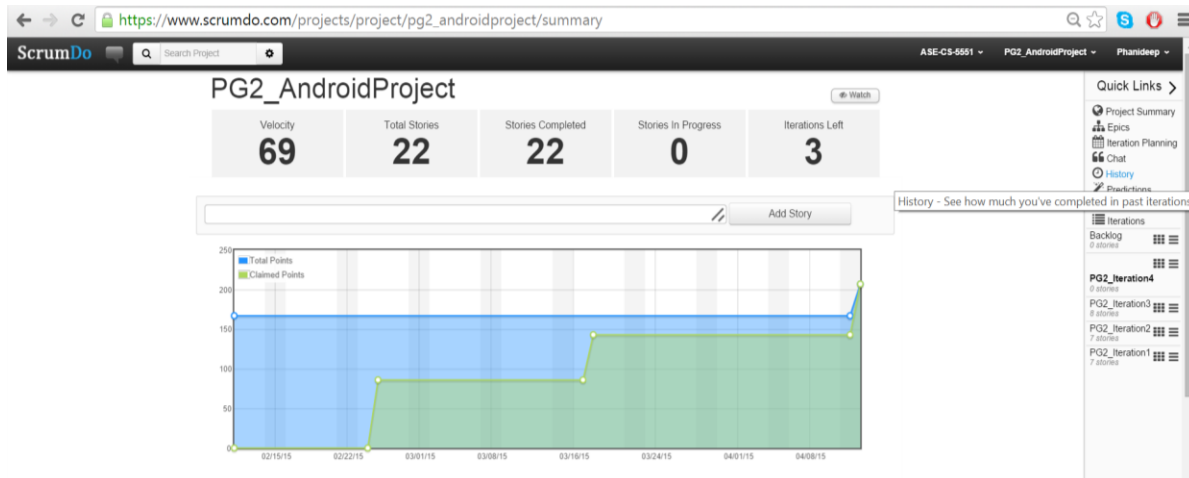 https://www.scrumdo.com/projects/project/pg2_androidproject/summary
ScrumDo Search Project ASE-CS-5551 PG2_AndroidProject Phanideep
PG2_AndroidProject
Watch
Velocity Total Stories Stories Completed Stories In Progress Iterations Left
69 22 22 0 3
Add Story
250
Total Points
Claimed Points
200
150
100
50
0
02/15/15 02/22/15 03/01/15 03/08/15 03/16/15 03/24/15 04/01/15 04/08/15
Quick Links
Project Summary
Epics
Iteration Planning
Chat
History
Predictions
History - See how much you've completed in past iterations
Iterations
Backlog
0 stories
PG2_Iteration4
0 stories
PG2_Iteration3
8 stories
PG2_Iteration2
7 stories
PG2_Iteration1
7 stories